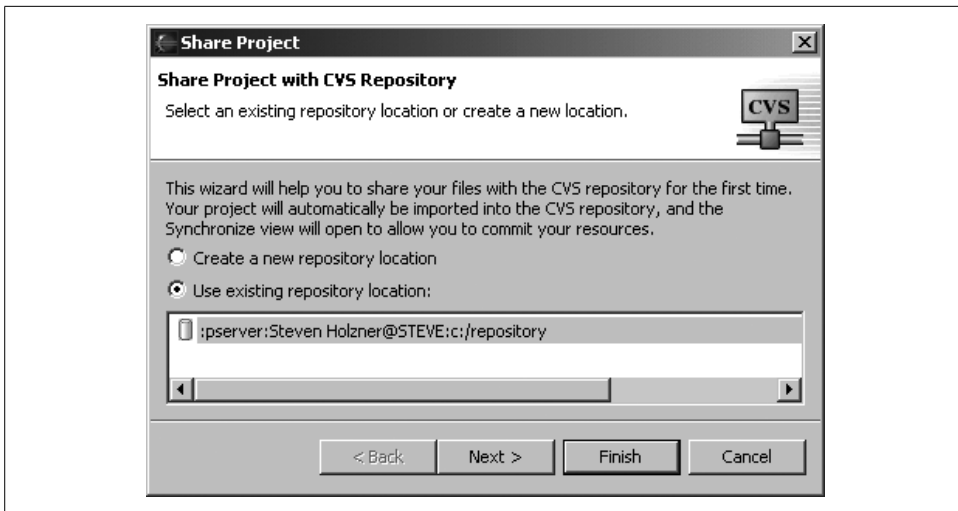 Share Project
Share Project with CVS Repository
Select an existing repository location or create a new location.
CVS
This wizard will help you to share your files with the CVS repository for the first time.
Your project will automatically be imported into the CVS repository, and the
Synchronize view will open to allow you to commit your resources.
Create a new repository location
Use existing repository location:
:pserver:Steven Holzner@STEVE:c:/repository
< Back
Next >
Finish
Cancel